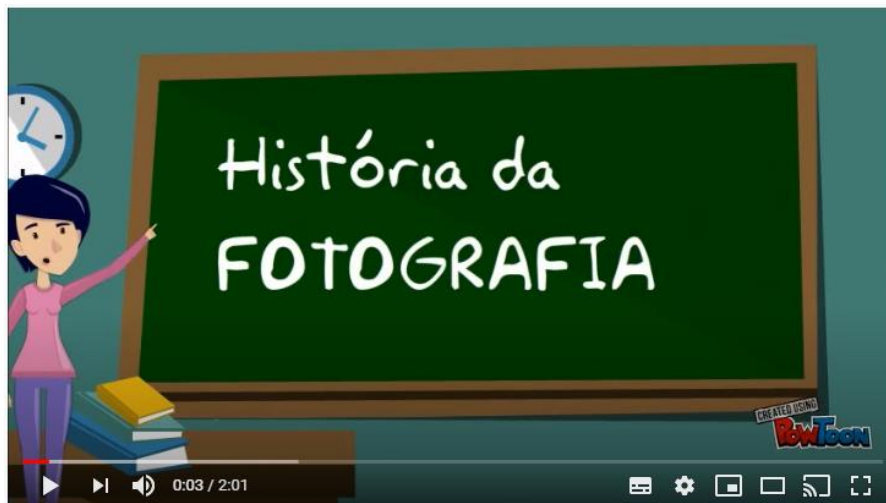 História da
FOTOGRAFIA
CREATED USING
POWTOON
0:03 / 2:01